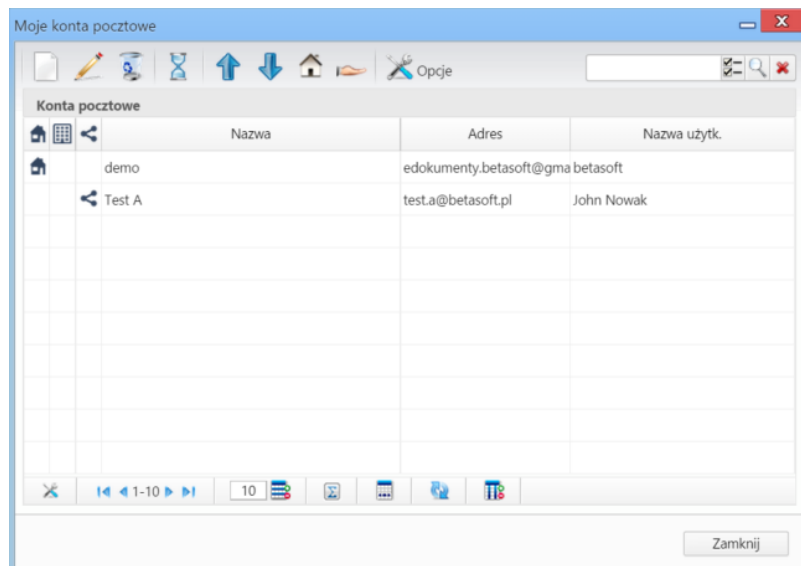 Moje konta pocztowe
Opcje
Konta pocztowe
Nazwa Adres Nazwa użytk.
demo edokumenty.betasoft@gma betasoft
Test A test.a@betasoft.pl John Nowak
1-10 10
Zamknij